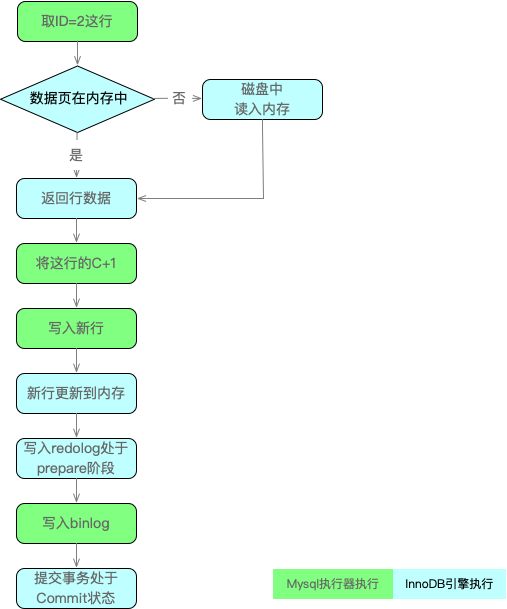 取ID=2这行
数据页在内存中
否
磁盘中
读入内存
是
返回行数据
将这行的C+1
写入新行
新行更新到内存
写入redolog处于
prepare阶段
写入binlog
提交事务处于
Commit状态
Mysql执行器执行
InnoDB引擎执行